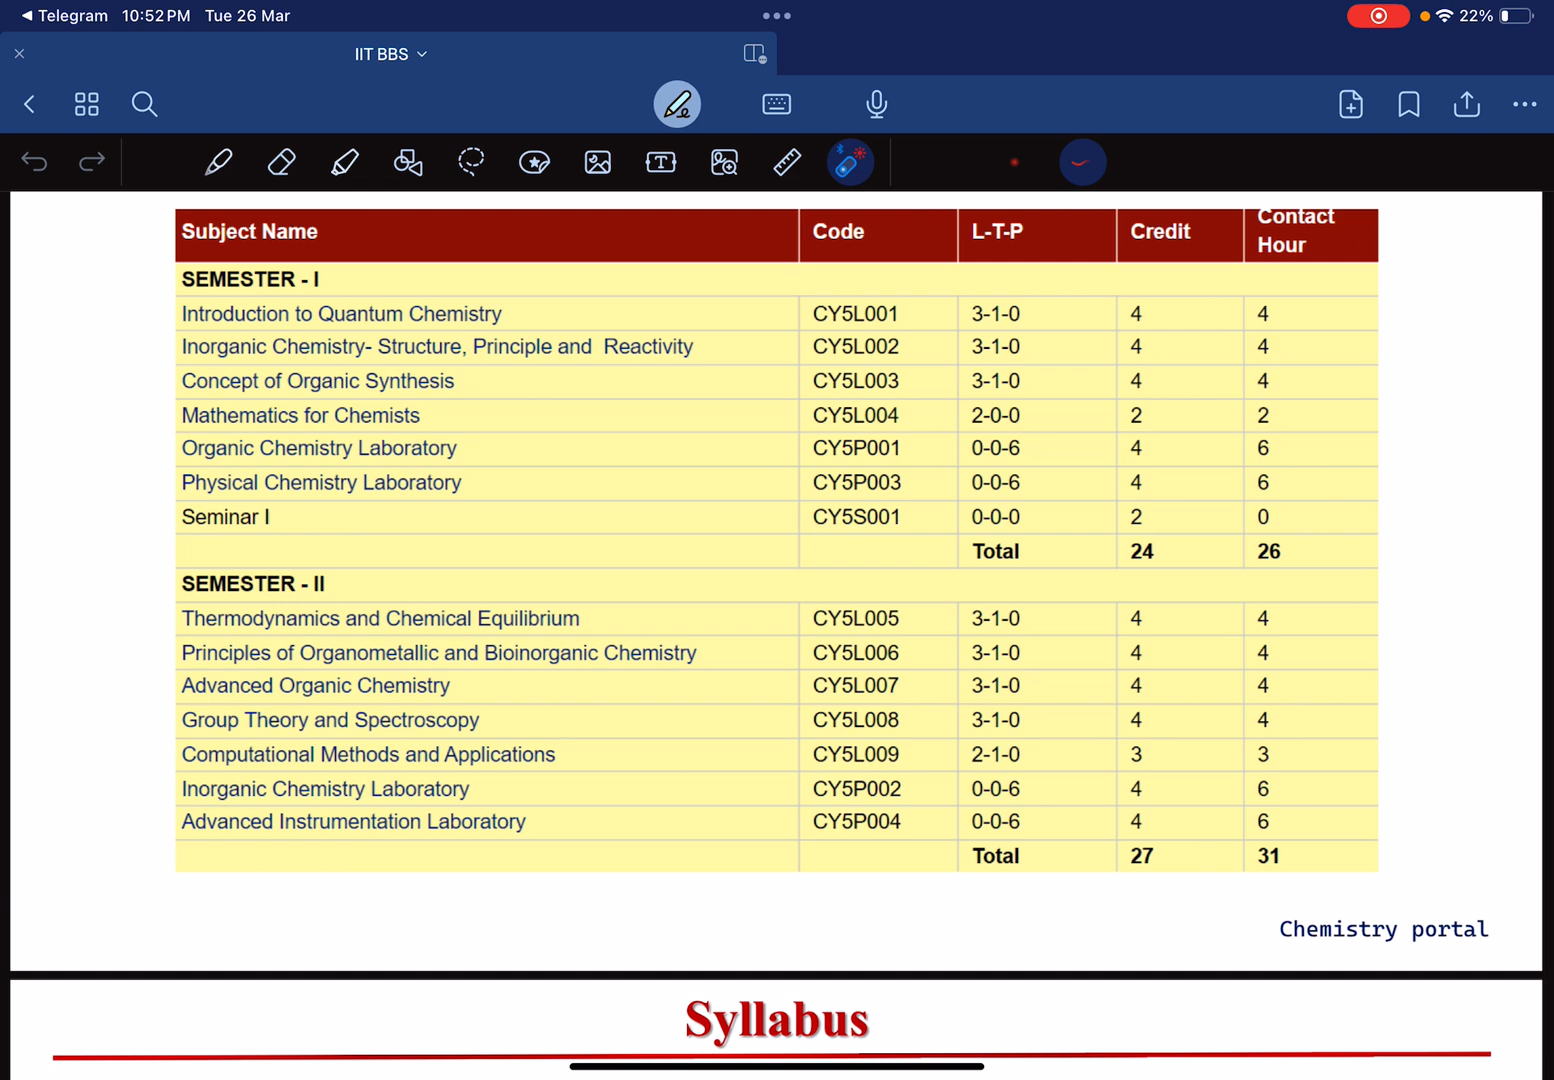 Telegram 10:52 PM Tue 26 Mar 22%
IIT BBS
Subject Name Code L-T-P Credit Contact Hour
SEMESTER - I
Introduction to Quantum Chemistry CY5L001 3-1-0 4 4
Inorganic Chemistry- Structure, Principle and Reactivity CY5L002 3-1-0 4 4
Concept of Organic Synthesis CY5L003 3-1-0 4 4
Mathematics for Chemists CY5L004 2-0-0 2 2
Organic Chemistry Laboratory CY5P001 0-0-6 4 6
Physical Chemistry Laboratory CY5P003 0-0-6 4 6
Seminar I CY5S001 0-0-0 2 0
Total 24 26
SEMESTER - II
Thermodynamics and Chemical Equilibrium CY5L005 3-1-0 4 4
Principles of Organometallic and Bioinorganic Chemistry CY5L006 3-1-0 4 4
Advanced Organic Chemistry CY5L007 3-1-0 4 4
Group Theory and Spectroscopy CY5L008 3-1-0 4 4
Computational Methods and Applications CY5L009 2-1-0 3 3
Inorganic Chemistry Laboratory CY5P002 0-0-6 4 6
Advanced Instrumentation Laboratory CY5P004 0-0-6 4 6
Total 27 31
Chemistry portal
Syllabus